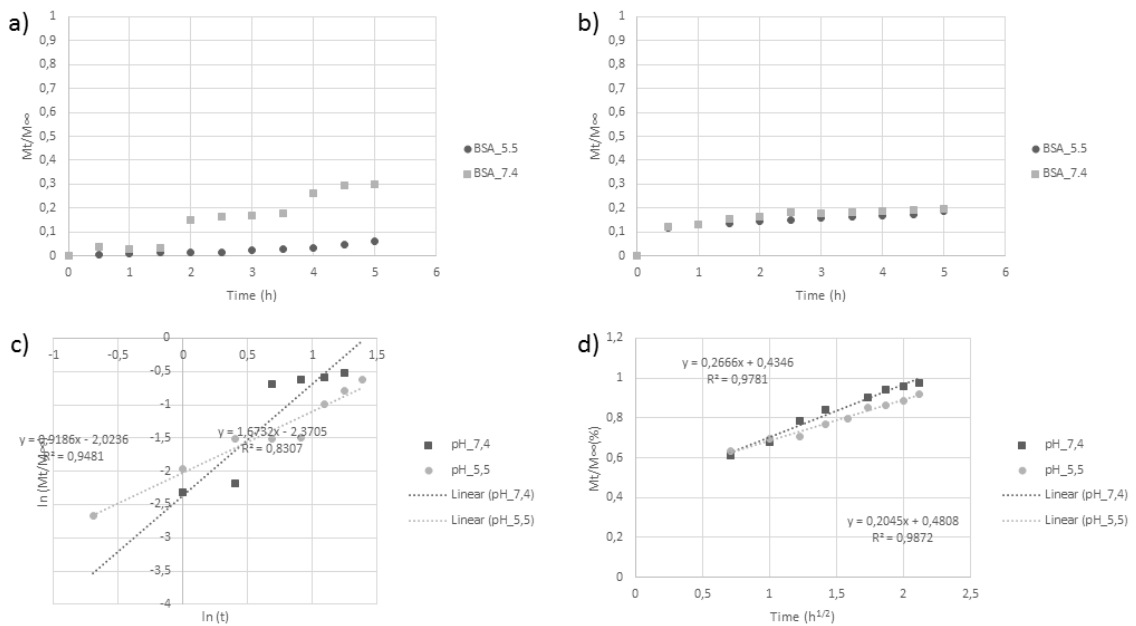 a)
1
0,9
0,8
0,7
0,6
0,5
0,4
0,3
0,2
0,1
0
Mt/M∞
0 1 2 3 4 5 6
Time (h)
BSA_5.5
BSA_7.4
b)
1
0,9
0,8
0,7
0,6
0,5
0,4
0,3
0,2
0,1
0
Mt/M∞
0 1 2 3 4 5 6
Time (h)
BSA_5.5
BSA_7.4
c)
-1 -0,5 0 0,5 1 1,5
0
-0,5
-1
-1,5
-2
-2,5
-3
-3,5
-4
ln (Mt/M∞)
y = 0,9186x - 2,0236
R² = 0,9481
y = 1,6732x - 2,3705
R² = 0,8307
ln (t)
pH_7,4
pH_5,5
Linear (pH_7,4)
Linear (pH_5,5)
d)
1,2
1
0,8
0,6
0,4
0,2
0
Mt/M∞(%)
y = 0,2666x + 0,4346
R² = 0,9781
y = 0,2045x + 0,4808
R² = 0,9872
0 0,5 1 1,5 2 2,5
Time (h1/2)
pH_7,4
pH_5,5
Linear (pH_7,4)
Linear (pH_5,5)